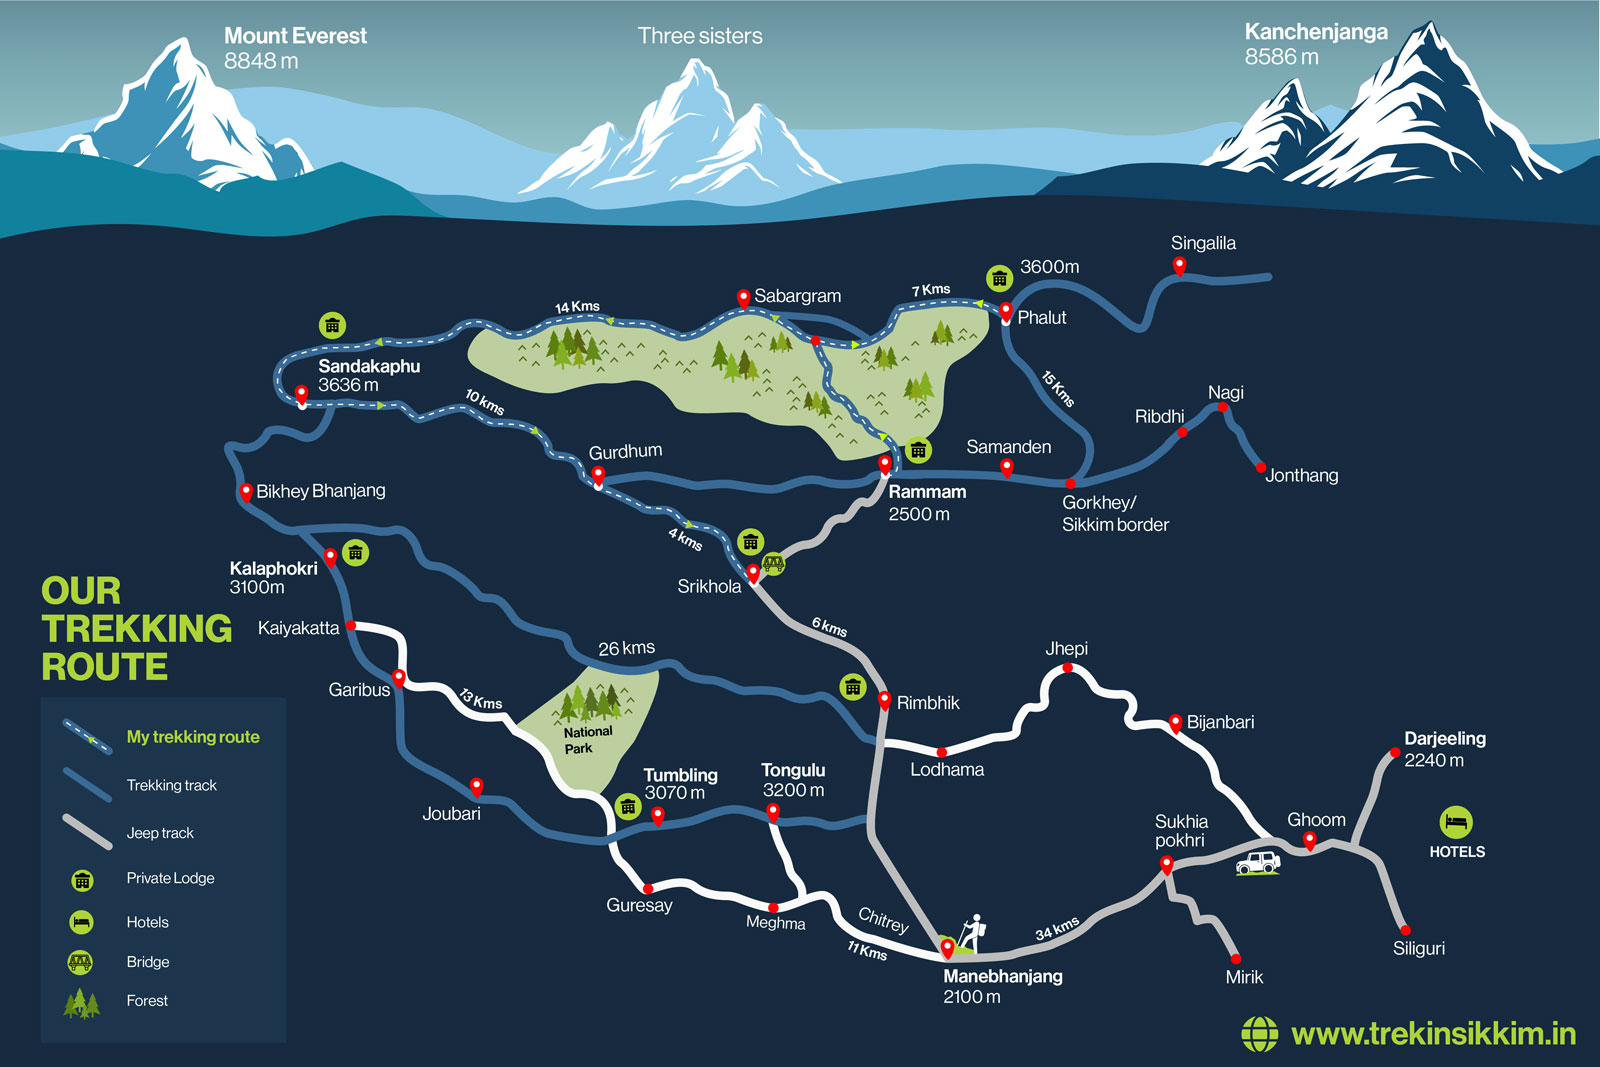 Mount Everest
8848 m
Three sisters
Kanchenjanga
8586 m
Singalila
3600m
7 Kms
Sabargram
14 Kms
Phalut
Sandakaphu
3636 m
15 Kms
10 kms
Nagi
Ribdhi
Gurdhum
Samanden
Jonthang
Bikhey Bhanjang
Rammam
2500 m
Gorkhey/
Sikkim border
4 kms
Kalaphokri
3100m
Srikhola
OUR
TREKKING
ROUTE
Kaiyakatta
6 kms
26 kms
Jhepi
Garibus
13 Kms
Rimbhik
Bijanbari
National
Park
My trekking route
Darjeeling
2240 m
Lodhama
Tumbling
3070 m
Tongulu
3200 m
Trekking track
Joubari
Jeep track
Sukhia
pokhri
Ghoom
HOTELS
Private Lodge
Guresay
Meghma
Chitrey
11 Kms
34 kms
Hotels
Siliguri
Bridge
Manebhanjang
2100 m
Mirik
Forest
www.trekinsikkim.in